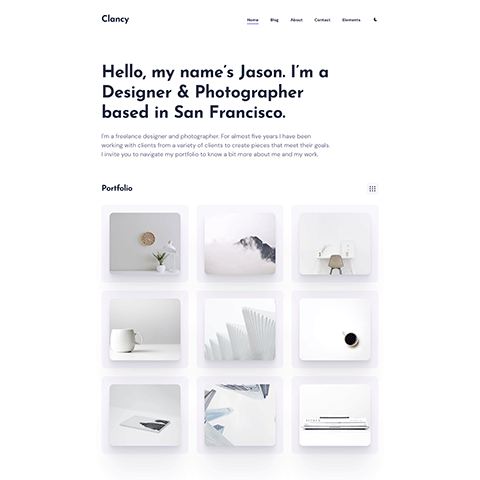 Clancy
Home Blog About Contact Elements
Hello, my name's Jason. I'm a
Designer & Photographer
based in San Francisco.
I'm a freelance designer and photographer. For almost five years I have been
working with clients from a variety of clients to create pieces that meet their goals.
I invite you to navigate my portfolio to know a bit more about me and my work.
Portfolio